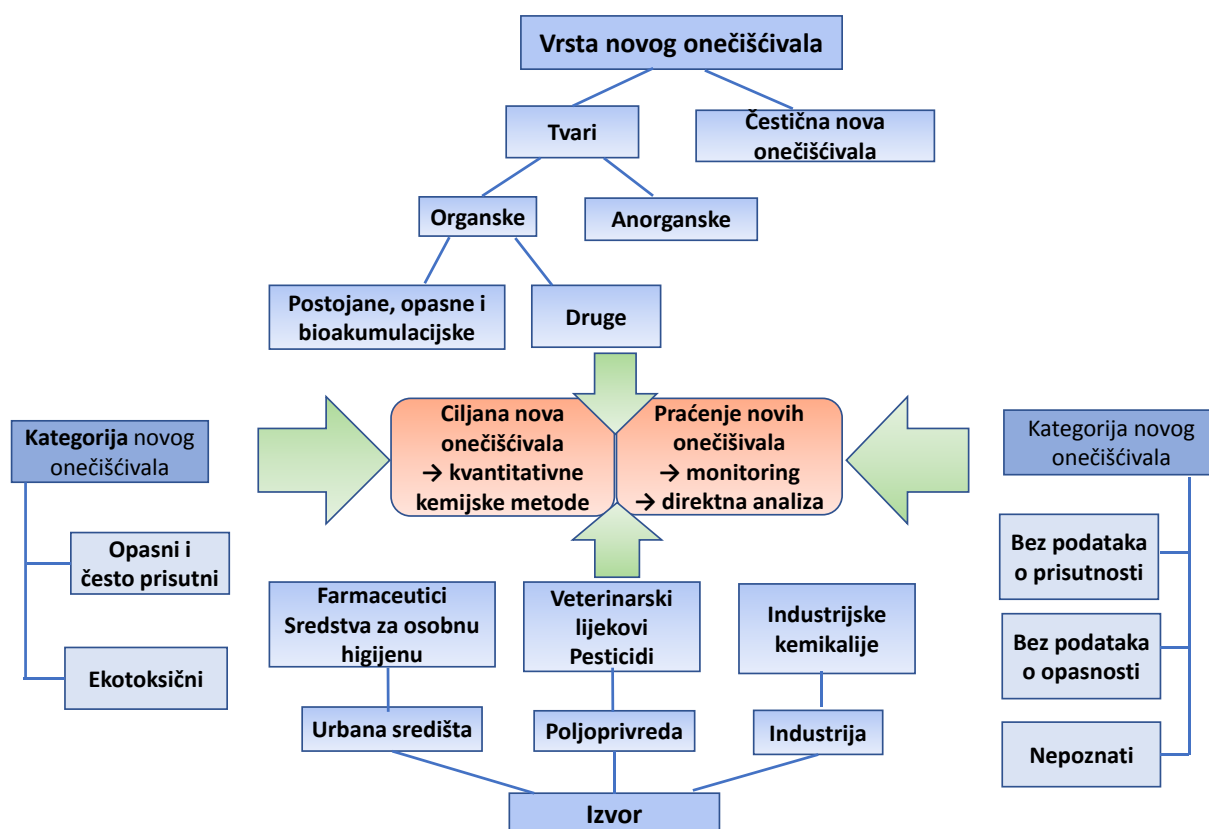 Vrsta novog onečišćivala
Tvari
Čestična nova
onečišćivala
Organske
Anorganske
Postojane, opasne i
bioakumulacijske
Druge
Kategorija novog
onečišćivala
Opasni i
često prisutni
Ekotoksični
Ciljana nova
onečišćivala
→ kvantitativne
kemijske metode
Praćenje novih
onečišivala
→ monitoring
→ direktna analiza
Kategorija novog
onečišćivala
Bez podataka
o prisutnosti
Bez podataka
o opasnosti
Nepoznati
Farmaceutici
Sredstva za osobnu
higijenu
Veterinarski
lijekovi
Pesticidi
Industrijske
kemikalije
Urbana središta
Poljoprivreda
Industrija
Izvor